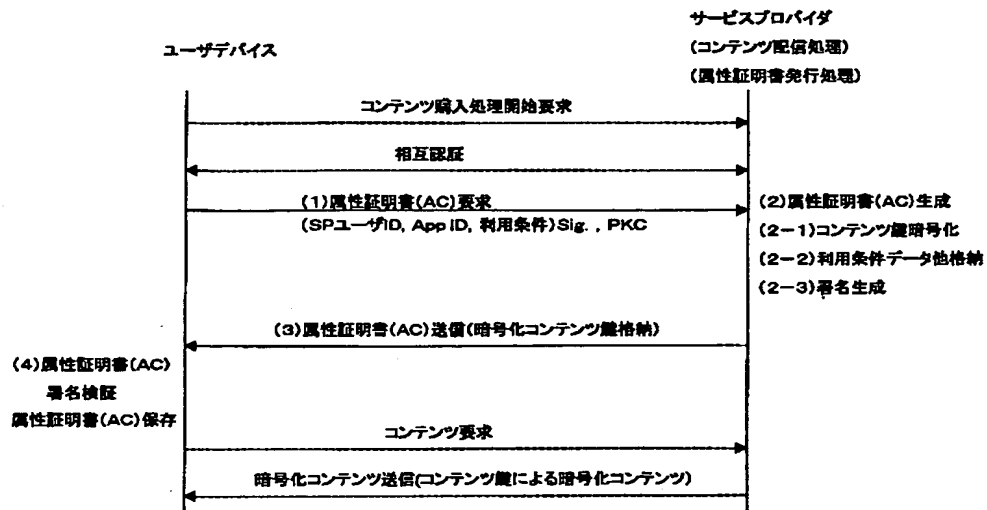 サービスプロバイダ
(コンテンツ配信処理)
(属性証明書発行処理)
ユーザデバイス
コンテンツ購入処理開始要求
相互認証
(1)属性証明書(AC)要求
(SPユーザID, App ID, 利用条件)Sig. , PKC
(2)属性証明書(AC)生成
(2-1)コンテンツ鍵暗号化
(2-2)利用条件データ他格納
(2-3)署名生成
(3)属性証明書(AC)送信(暗号化コンテンツ鍵格納)
(4)属性証明書(AC)
署名検証
属性証明書(AC)保存
コンテンツ要求
暗号化コンテンツ送信(コンテンツ鍵による暗号化コンテンツ)